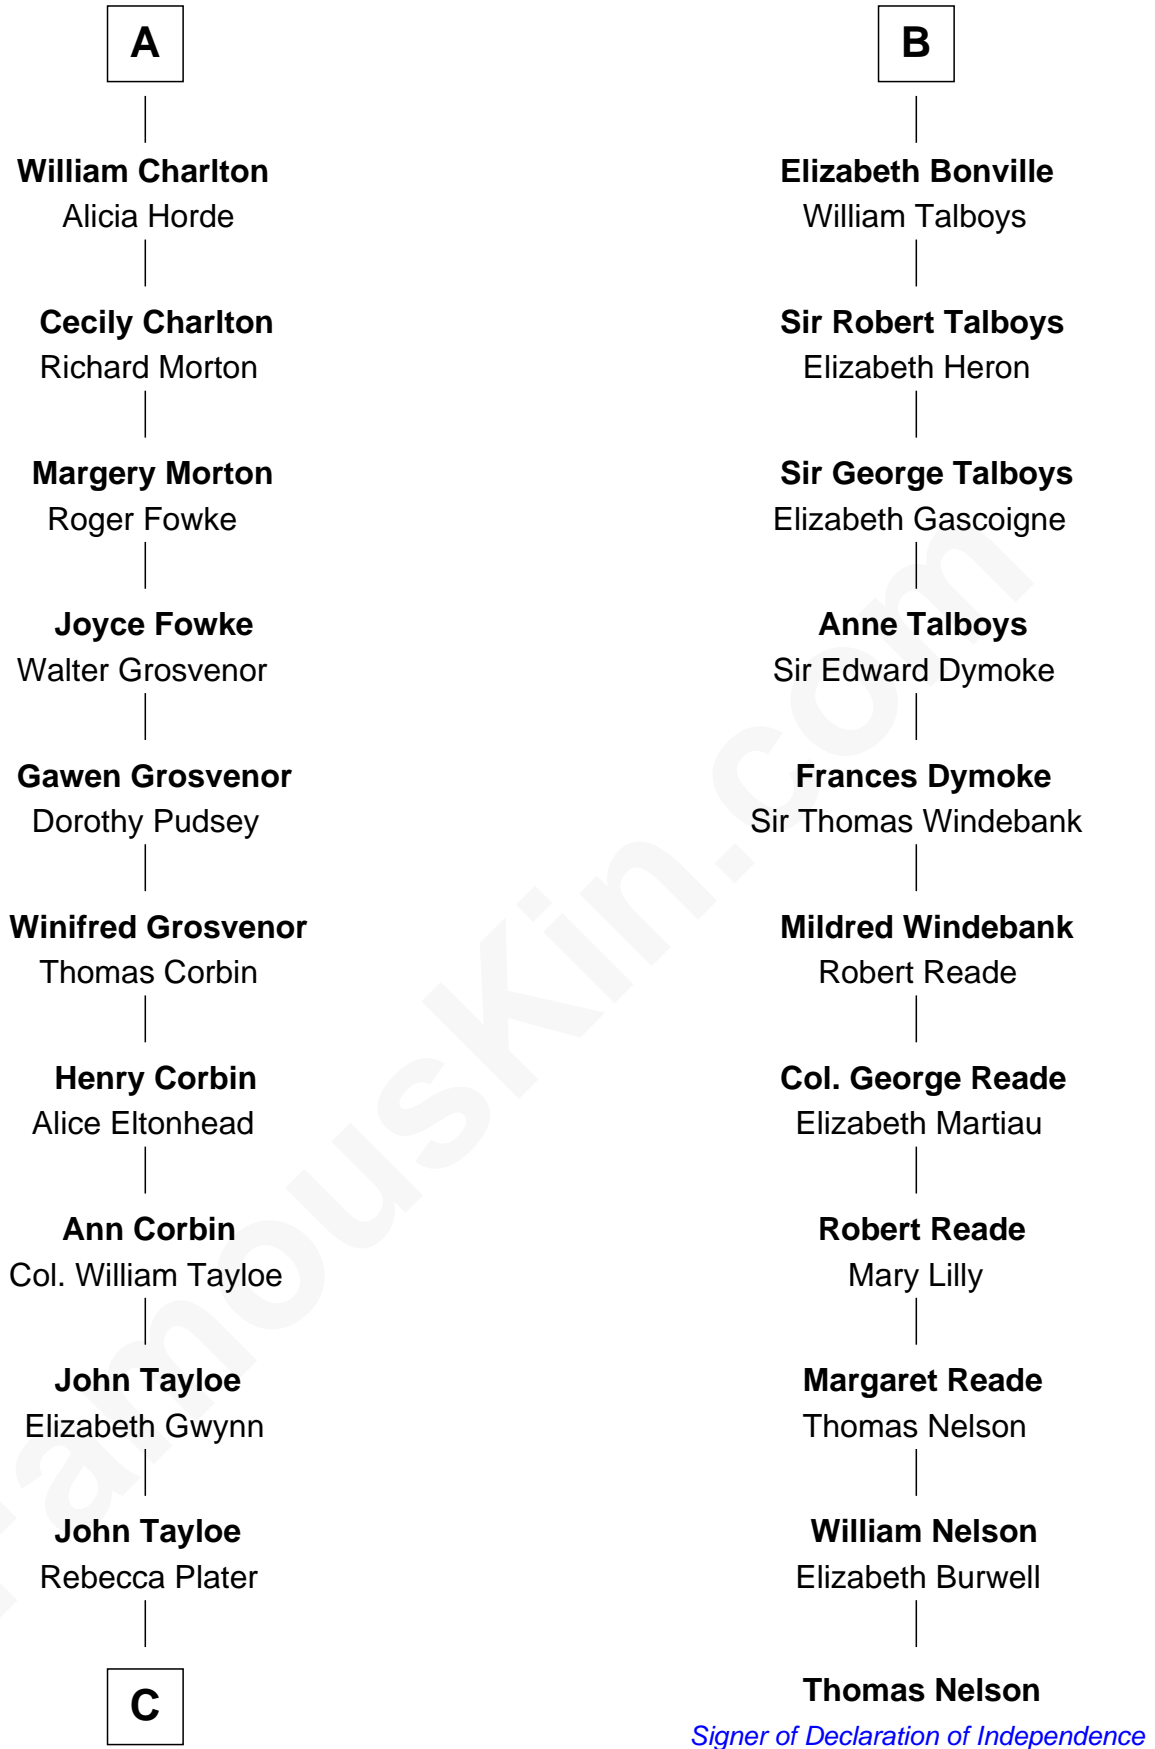 A
William Charlton
Alicia Horde
Cecily Charlton
Richard Morton
Margery Morton
Roger Fowke
Joyce Fowke
Walter Grosvenor
Gawen Grosvenor
Dorothy Pudsey
Winifred Grosvenor
Thomas Corbin
Henry Corbin
Alice Eltonhead
Ann Corbin
Col. William Tayloe
John Tayloe
Elizabeth Gwynn
John Tayloe
Rebecca Plater
C
B
Elizabeth Bonville
William Talboys
Sir Robert Talboys
Elizabeth Heron
Sir George Talboys
Elizabeth Gascoigne
Anne Talboys
Sir Edward Dymoke
Frances Dymoke
Sir Thomas Windebank
Mildred Windebank
Robert Reade
Col. George Reade
Elizabeth Martiau
Robert Reade
Mary Lilly
Margaret Reade
Thomas Nelson
William Nelson
Elizabeth Burwell
Thomas Nelson
Signer of Declaration of Independence
FamousKin.com